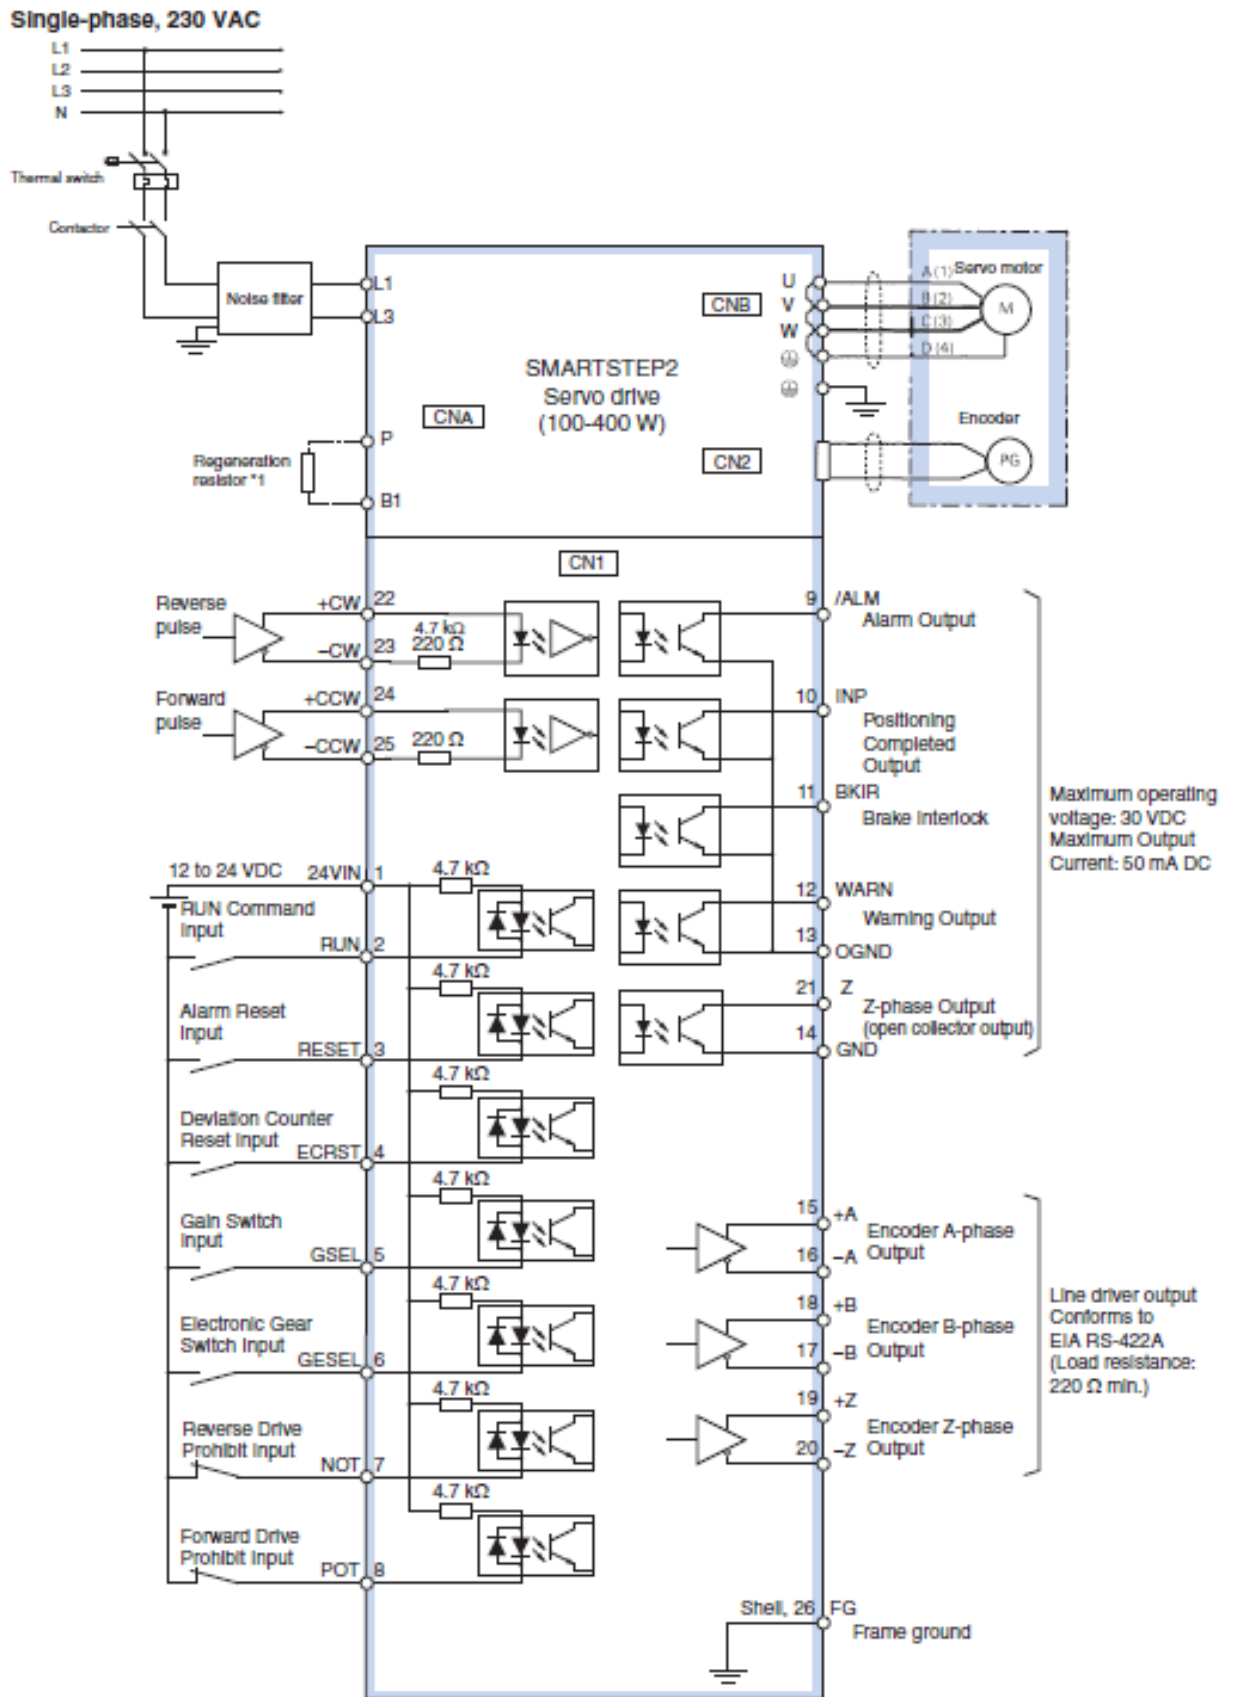 Single-phase, 230 VAC
L1
L2
L3
N
Thermal switch
Contactor
Noise filter
L1
L3
CNB
U
V
W
A (1)
B (2)
C (3)
D (4)
Servo motor
M
SMARTSTEP2
Servo drive
(100-400 W)
CNA
CN2
Encoder
PG
P
Regeneration
resistor *1
B1
CN1
Reverse
pulse
+CW
22
4.7 kΩ
220 Ω
–CW
23
Forward
pulse
+CCW
24
–CCW
25
220 Ω
9
/ALM
Alarm Output
10
INP
Positioning
Completed
Output
11
BKIR
Brake Interlock
12
WARN
Warning Output
13
OGND
21
Z
Z-phase Output
(open collector output)
14
GND
Maximum operating
voltage: 30 VDC
Maximum Output
Current: 50 mA DC
12 to 24 VDC
24VIN
1
4.7 kΩ
RUN Command
Input
RUN
2
4.7 kΩ
Alarm Reset
Input
RESET
3
4.7 kΩ
Deviation Counter
Reset Input
ECRST
4
4.7 kΩ
Gain Switch
Input
GSEL
5
4.7 kΩ
Electronic Gear
Switch Input
GESEL
6
4.7 kΩ
Reverse Drive
Prohibit Input
NOT
7
4.7 kΩ
Forward Drive
Prohibit Input
POT
8
15
+A
16
–A
Encoder A-phase
Output
18
+B
17
–B
Encoder B-phase
Output
19
+Z
20
–Z
Encoder Z-phase
Output
Line driver output
Conforms to
EIA RS-422A
(Load resistance:
220 Ω min.)
Shell, 26
FG
Frame ground